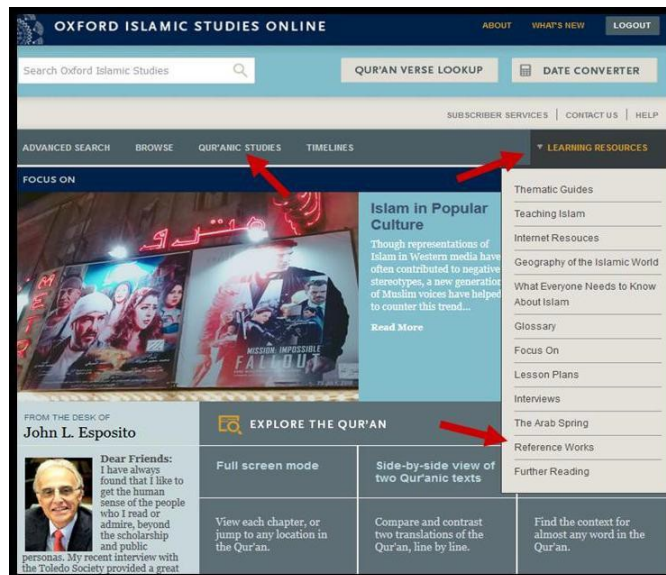 OXFORD ISLAMIC STUDIES ONLINE
ABOUT
WHAT'S NEW
LOGOUT
Search Oxford Islamic Studies
QUR'AN VERSE LOOKUP
DATE CONVERTER
SUBSCRIBER SERVICES | CONTACT US | HELP
ADVANCED SEARCH
BROWSE
QUR'ANIC STUDIES
TIMELINES
▼ LEARNING RESOURCES
Thematic Guides
Teaching Islam
Internet Resouces
Geography of the Islamic World
What Everyone Needs to Know
About Islam
Glossary
Focus On
Lesson Plans
Interviews
The Arab Spring
Reference Works
Further Reading
FOCUS ON
MISSION: IMPOSSIBLE
FALLOUT
Islam in Popular
Culture
Though representations of
Islam in Western media have
often contributed to negative
stereotypes, a new generation
of Muslim voices have helped
to counter this trend...
Read More
FROM THE DESK OF
John L. Esposito
Dear Friends:
I have always
found that I like to
get the human
sense of the people
who I read or
admire, beyond
the scholarship
and public
personas. My recent interview with
the Toledo Society provided a great
EXPLORE THE QUR'AN
Full screen mode
View each chapter, or
jump to any location in
the Qur'an.
Side-by-side view of
two Qur'anic texts
Compare and contrast
two translations of the
Qur'an, line by line.
Find the context for
almost any word in the
Qur'an.